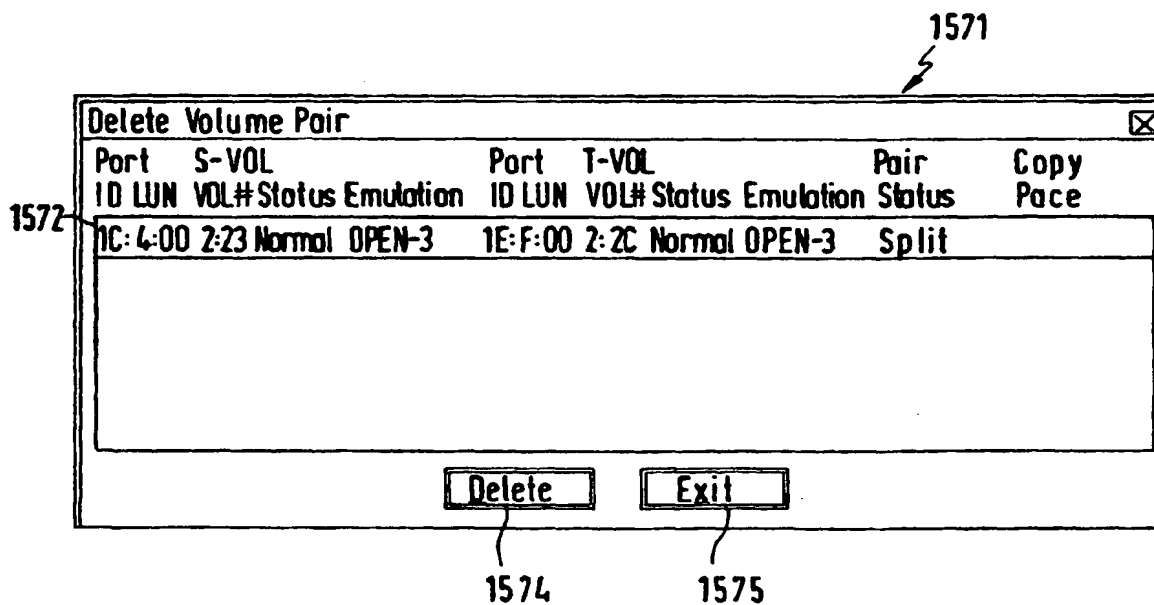 1571
Delete Volume Pair
Port S-VOL Port T-VOL Pair Copy
ID LUN VOL# Status Emulation ID LUN VOL# Status Emulation Status Pace
1572
1C:4:00 2:23 Normal OPEN-3 1E:F:00 2:2C Normal OPEN-3 Split
Delete Exit
1574 1575